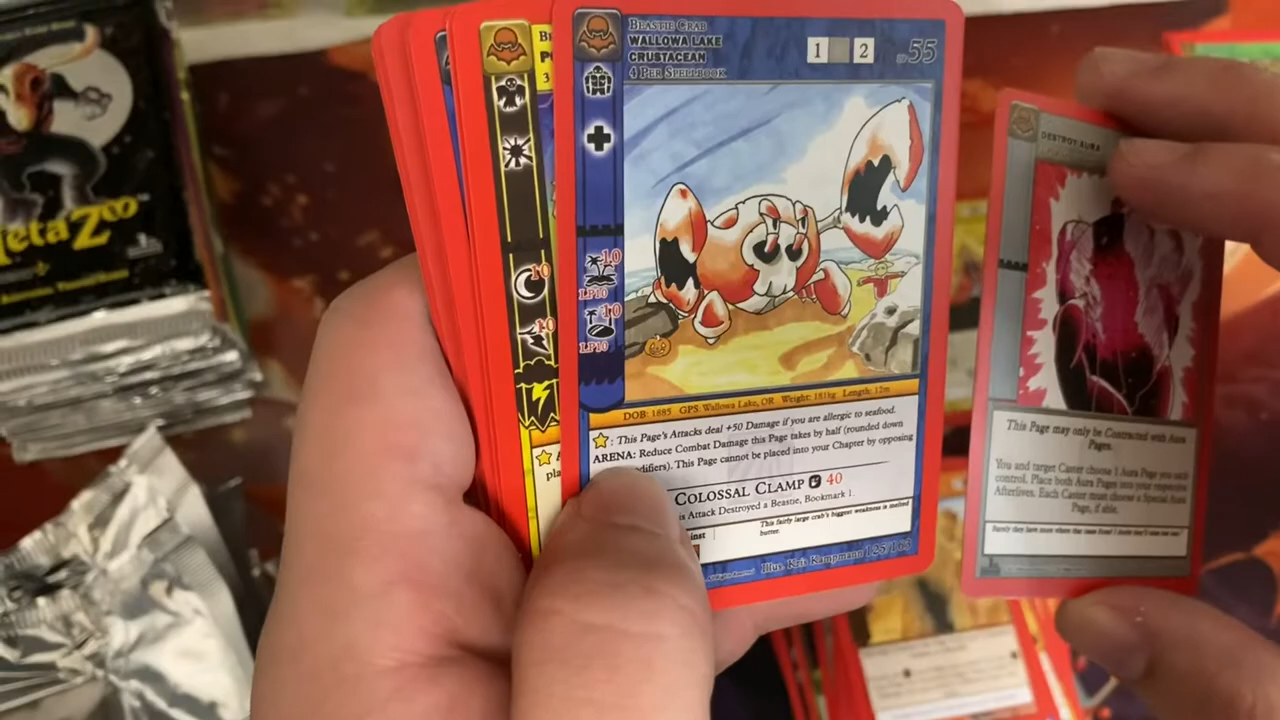 BEASTIE CRAB
WALLOWA LAKE
CRUSTACEAN
4 PER SPELLBOOK
1 2
LP 55
10
LP10
10
LP10
DOB: 1885 GPS: Wallowa Lake, OR Weight: 181kg Length: 12m
: This Page's Attacks deal +50 Damage if you are allergic to seafood.
ARENA: Reduce Combat Damage this Page takes by half (rounded down
This Page cannot be placed into your Chapter by opposing
COLOSSAL CLAMP 40
Attack Destroyed a Beastie, Bookmark 1.
This fairly large crab's biggest weakness is melted
butter.
Illus. Kris Kampmann 125/163
3
10
10
DESTROY AURA
This Page may only be Contracted with Aura
Pages.
You and target Caster choose 1 Aura Page you each
control. Place both Aura Pages into your respective
Afterlives. Each Caster must choose a Special Aura
Page, if able.
MetaZoo